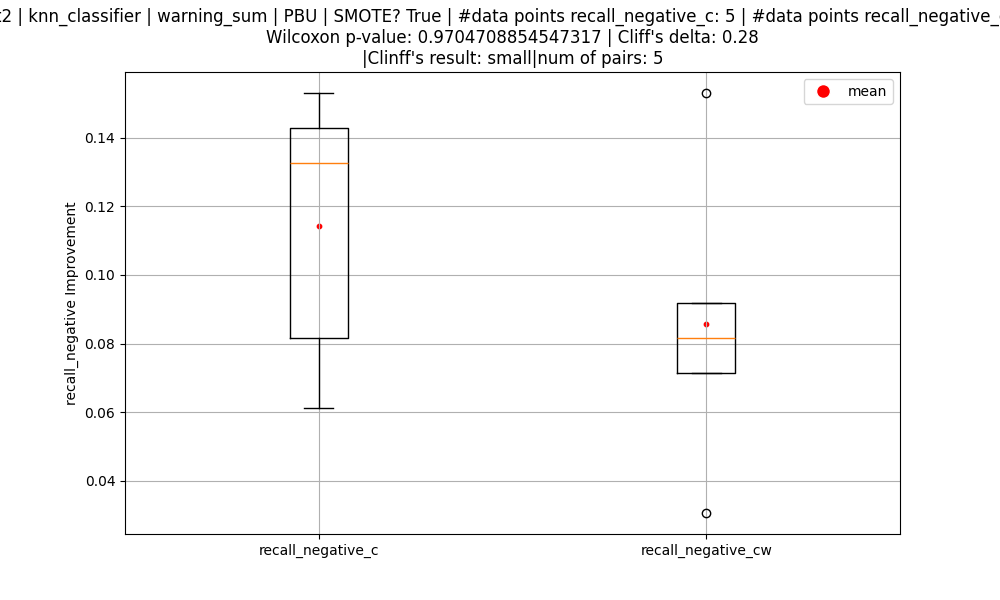 | knn_classifier | warning_sum | PBU | SMOTE? True | #data points recall_negative_c: 5 | #data points
Wilcoxon p-value: 0.9704708854547317 | Cliff's delta: 0.28
|Clinff's result: small|num of pairs: 5
mean
0.14
0.12
0.10
0.08
0.06
0.04
recall_negative Improvement
recall_negative_c
recall_negative_cw